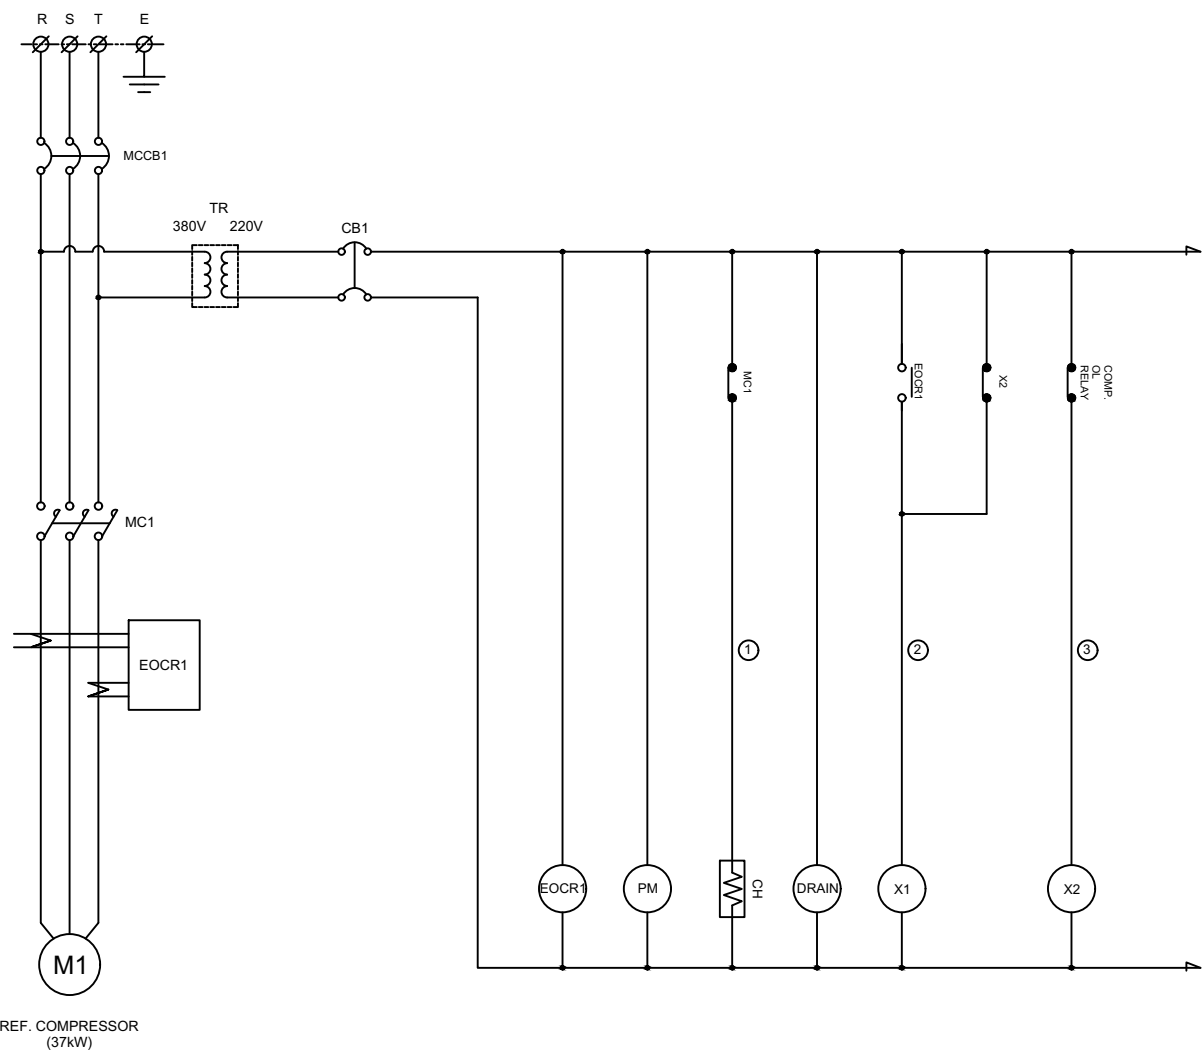 R S T E
MCCB1
TR
380V 220V
CB1
MC1
EOCR1
X2
COMP.
OL
RELAY
MC1
EOCR1
1
2
3
EOCR1
PM
CH
DRAIN
X1
X2
M1
REF. COMPRESSOR
(37kW)